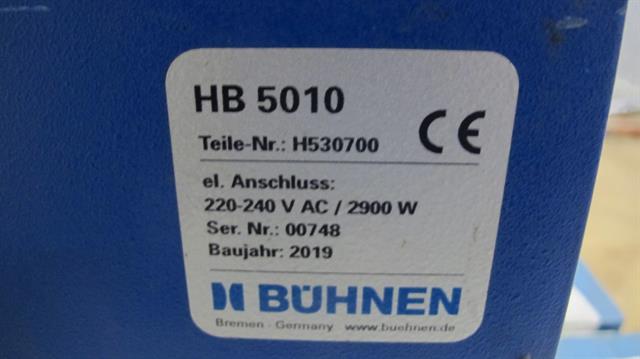 HB 5010
CE
Teile-Nr.: H530700
el. Anschluss:
220-240 V AC / 2900 W
Ser. Nr.: 00748
Baujahr: 2019
BÜHNEN
Bremen · Germany www.buehnen.de